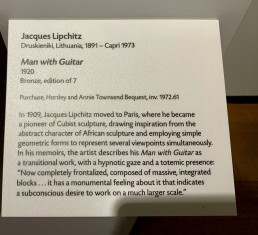 Jacques Lipchitz
Druskieniki, Lithuania, 1891 – Capri 1973
Man with Guitar
1920
Bronze, edition of 7
Purchase, Horsley and Annie Townsend Bequest, inv. 1972.61
In 1909, Jacques Lipchitz moved to Paris, where he became
a pioneer of Cubist sculpture, drawing inspiration from the
abstract character of African sculpture and employing simple
geometric forms to represent several viewpoints simultaneously.
In his memoirs, the artist describes his Man with Guitar as
a transitional work, with a hypnotic gaze and a totemic presence:
"Now completely frontalized, composed of massive, integrated
blocks . . . it has a monumental feeling about it that indicates
a subconscious desire to work on a much larger scale."